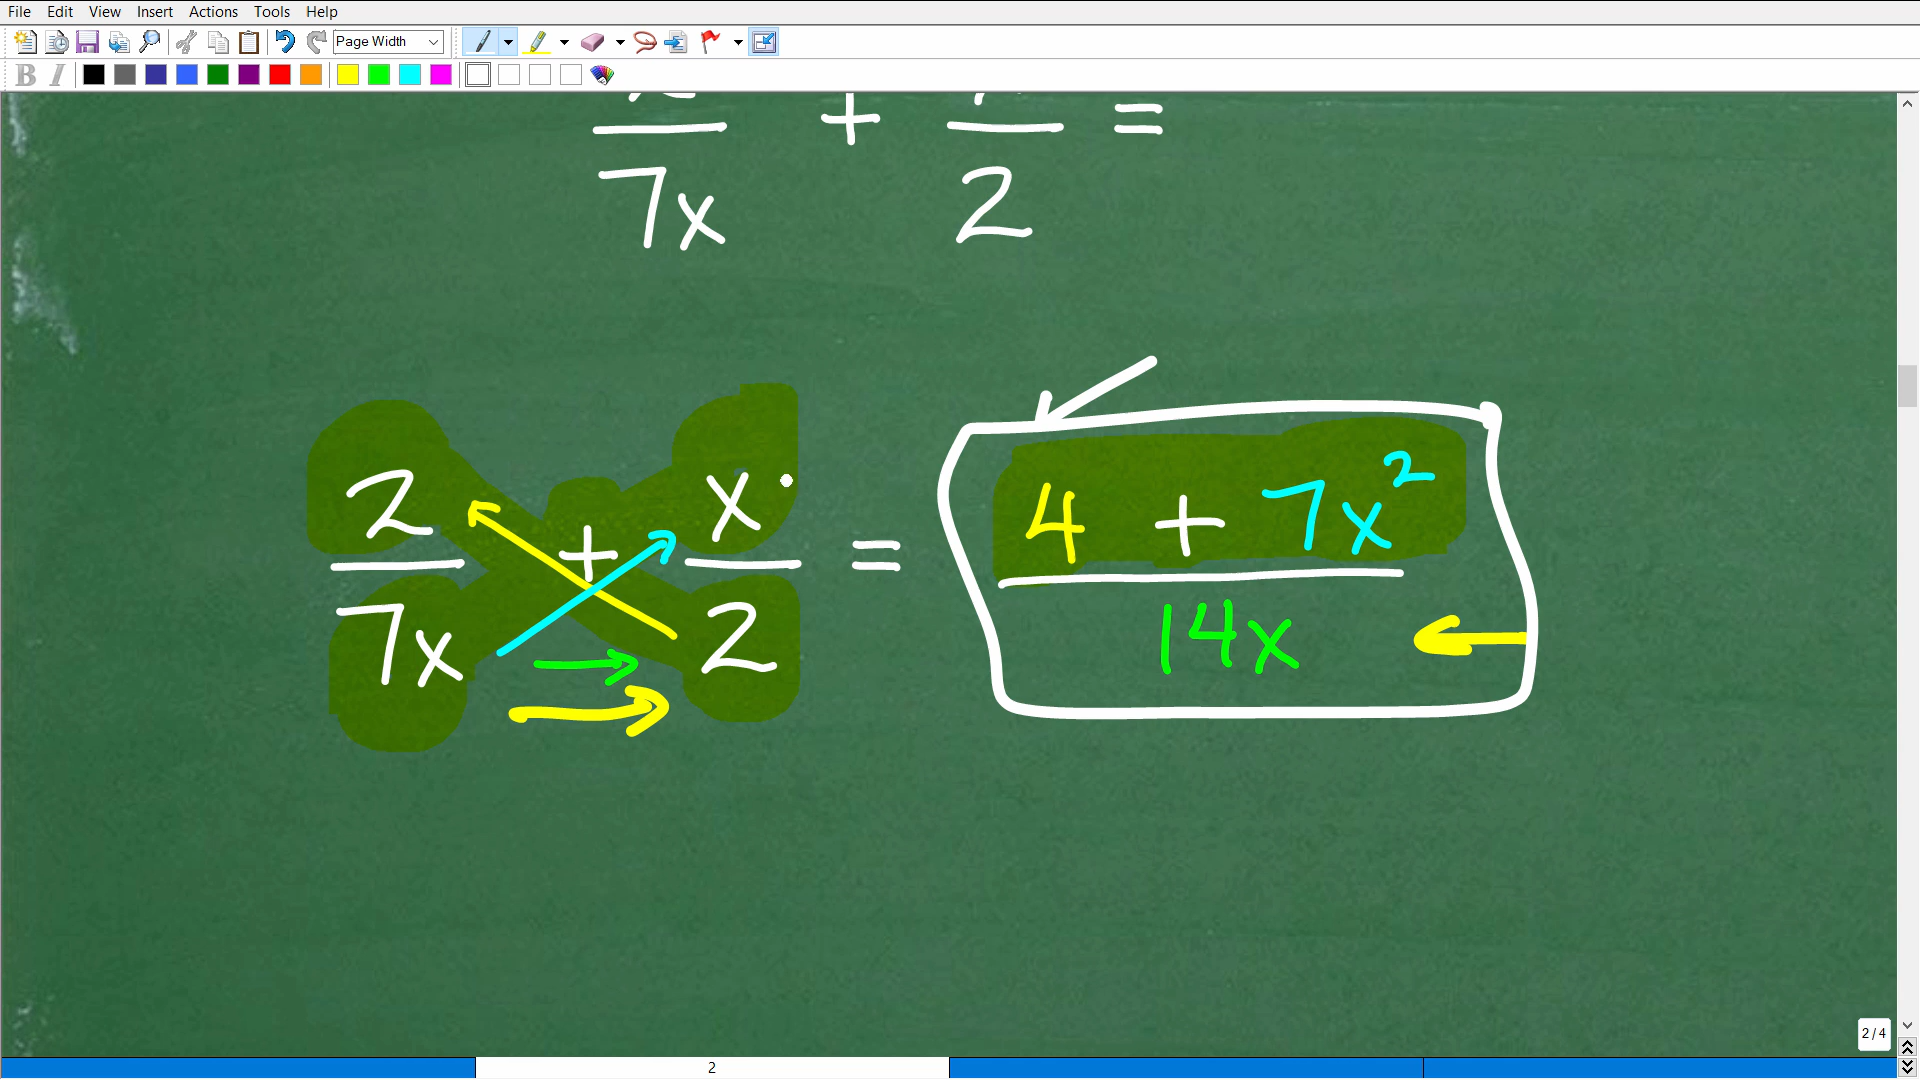 File Edit View Insert Actions Tools Help
Page Width
B I
+ =
7x 2
2 + x = 4 + 7x²
7x 2 14x
2 / 4
2